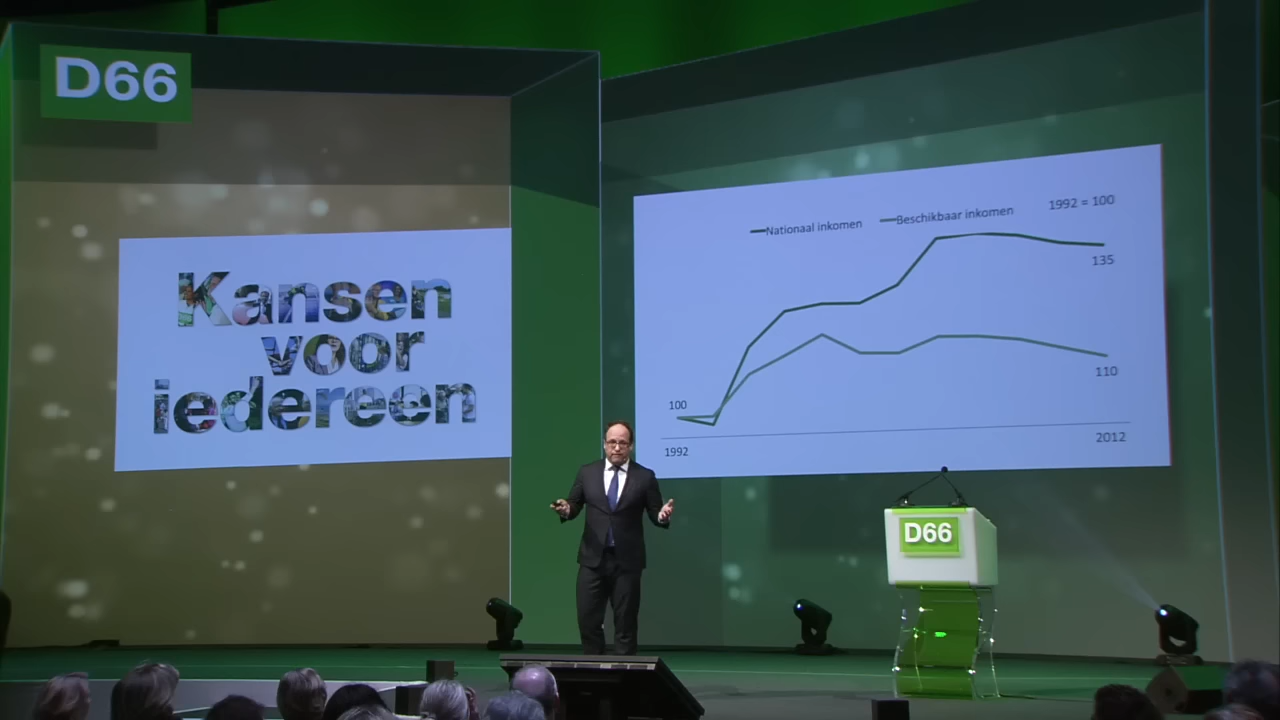 D66
Kansen
voor
iedereen
Nationaal inkomen
Beschikbaar inkomen
1992 = 100
135
110
100
1992
2012
D66